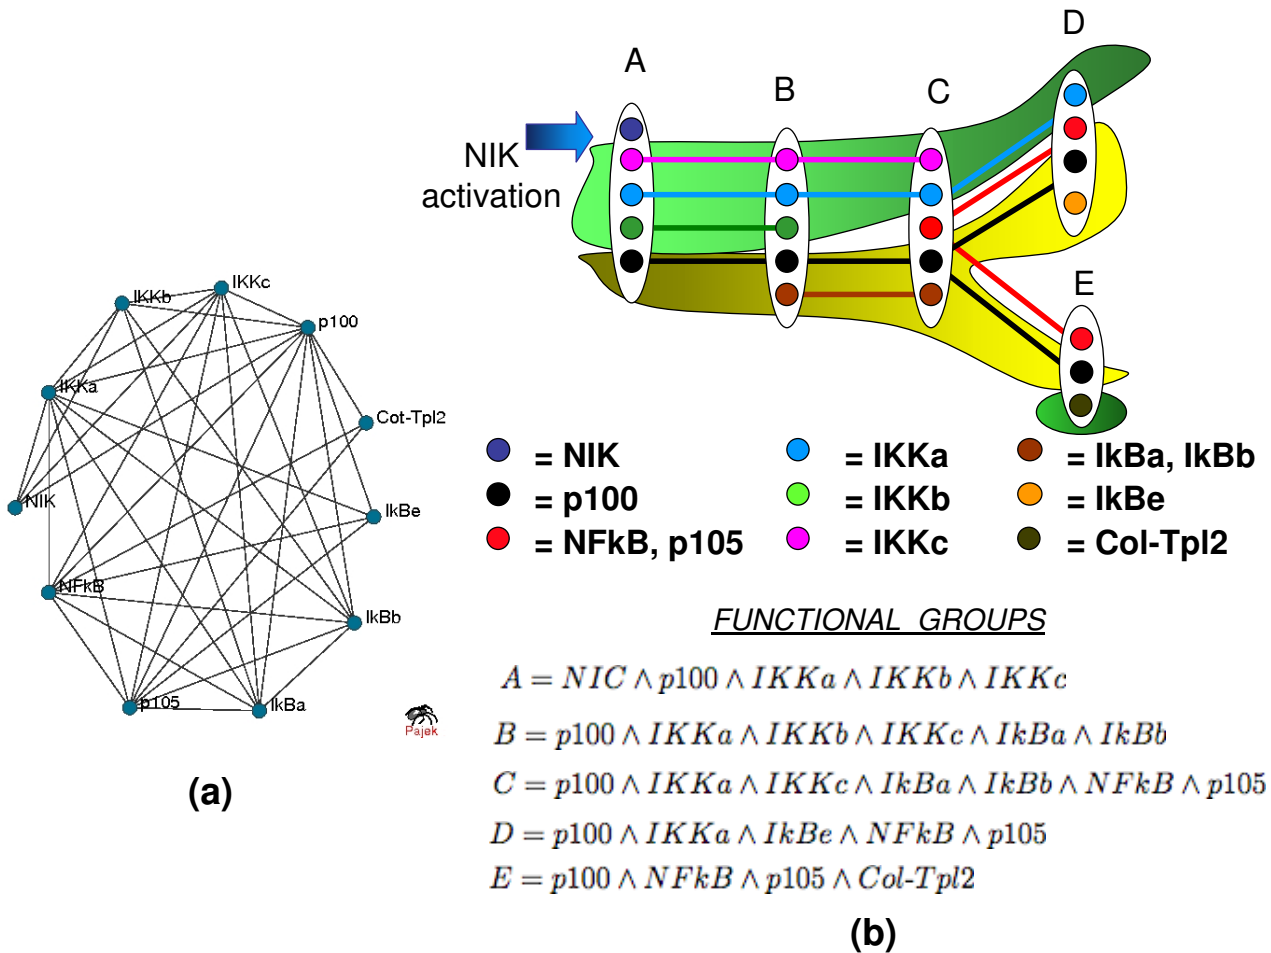 IKKb
IKKc
p100
IKKa
Cot-Tpl2
NIK
IkBe
NFkB
IkBb
p105
IkBa
Pajek
(a)
A
B
C
D
E
NIK
activation
= NIK
= IKKa
= IkBa, IkBb
= p100
= IKKb
= IkBe
= NFkB, p105
= IKKc
= Col-Tpl2
FUNCTIONAL GROUPS
A = NIC ∧ p100 ∧ IKKa ∧ IKKb ∧ IKKc
B = p100 ∧ IKKa ∧ IKKb ∧ IKKc ∧ IkBa ∧ IkBb
C = p100 ∧ IKKa ∧ IKKc ∧ IkBa ∧ IkBb ∧ NFkB ∧ p105
D = p100 ∧ IKKa ∧ IkBe ∧ NFkB ∧ p105
E = p100 ∧ NFkB ∧ p105 ∧ Col-Tpl2
(b)